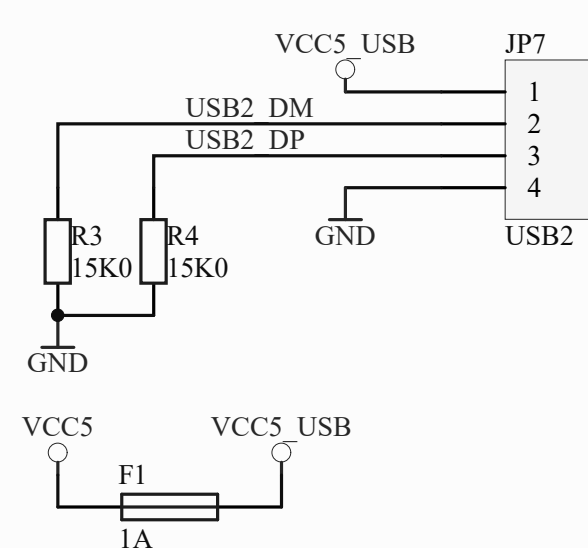 VCC5_USB
JP7
1
USB2_DM
2
USB2_DP
3
4
R3
15K0
R4
15K0
GND
USB2
GND
VCC5
VCC5_USB
F1
1A